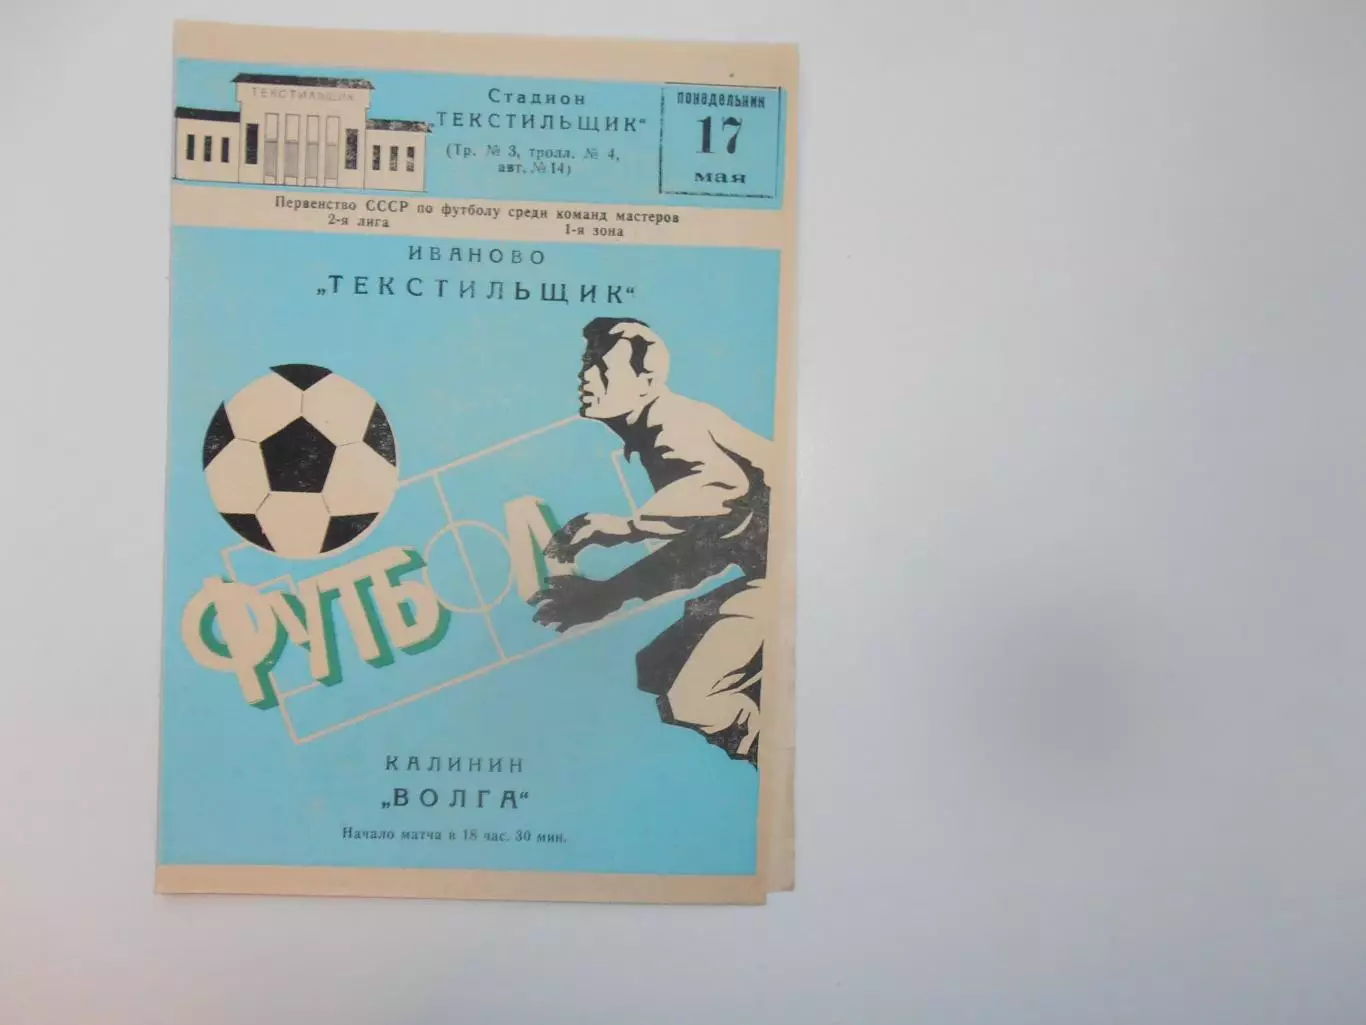 ТЕКСТИЛЬЩИК
Стадион
„ТЕКСТИЛЬЩИК“
(Тр. № 3, тролл. № 4,
авт. № 14)
понедельник
17
мая
Первенство СССР по футболу среди команд мастеров
2-я лига 1-я зона
ИВАНОВО
„ТЕКСТИЛЬЩИК“
ФУТБОЛ
КАЛИНИН
„ВОЛГА“
Начало матча в 18 час. 30 мин.